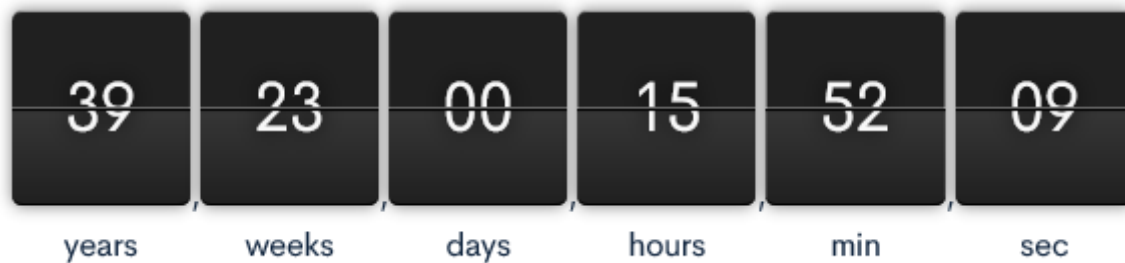 39, 23, 00, 15, 52, 09
years weeks days hours min sec